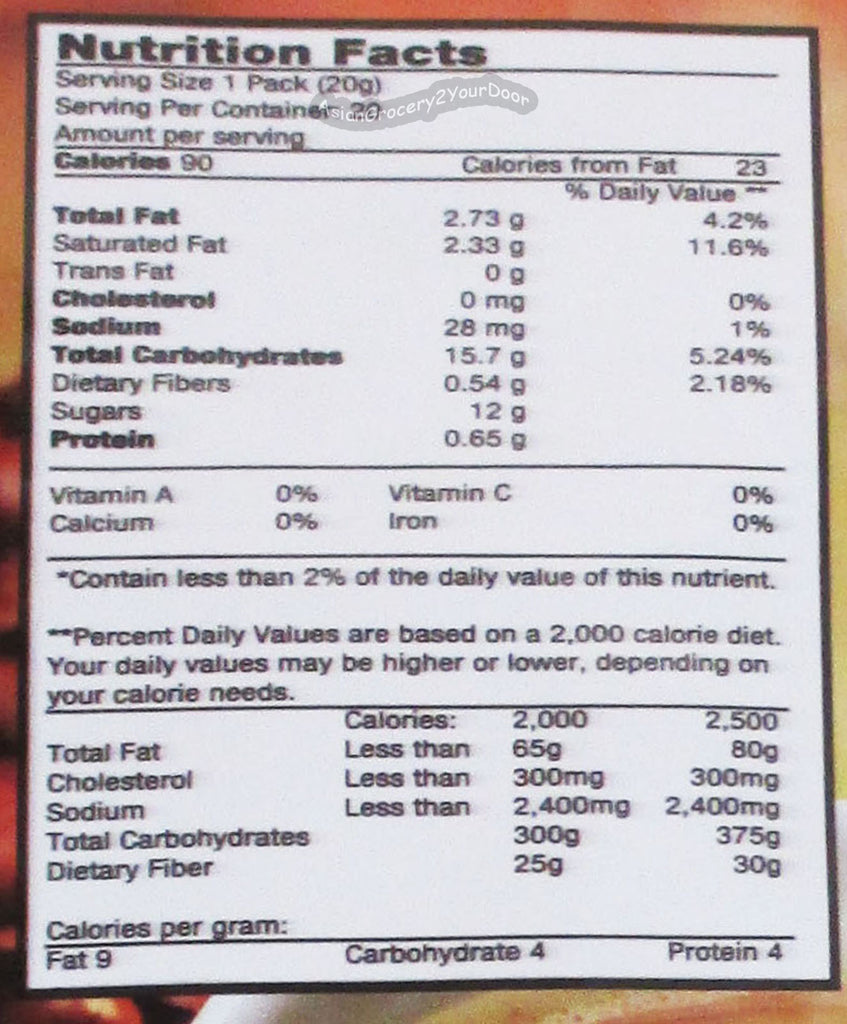 Nutrition Facts
Serving Size 1 Pack (20g)
Serving Per Container 30
AsianGrocery2YourDoor
Amount per serving
Calories 90 Calories from Fat 23
% Daily Value **
Total Fat 2.73 g 4.2%
Saturated Fat 2.33 g 11.6%
Trans Fat 0 g
Cholesterol 0 mg 0%
Sodium 28 mg 1%
Total Carbohydrates 15.7 g 5.24%
Dietary Fibers 0.54 g 2.18%
Sugars 12 g
Protein 0.65 g
Vitamin A 0% Vitamin C 0%
Calcium 0% Iron 0%
*Contain less than 2% of the daily value of this nutrient.
**Percent Daily Values are based on a 2,000 calorie diet.
Your daily values may be higher or lower, depending on
your calorie needs.
Calories: 2,000 2,500
Total Fat Less than 65g 80g
Cholesterol Less than 300mg 300mg
Sodium Less than 2,400mg 2,400mg
Total Carbohydrates 300g 375g
Dietary Fiber 25g 30g
Calories per gram:
Fat 9 Carbohydrate 4 Protein 4